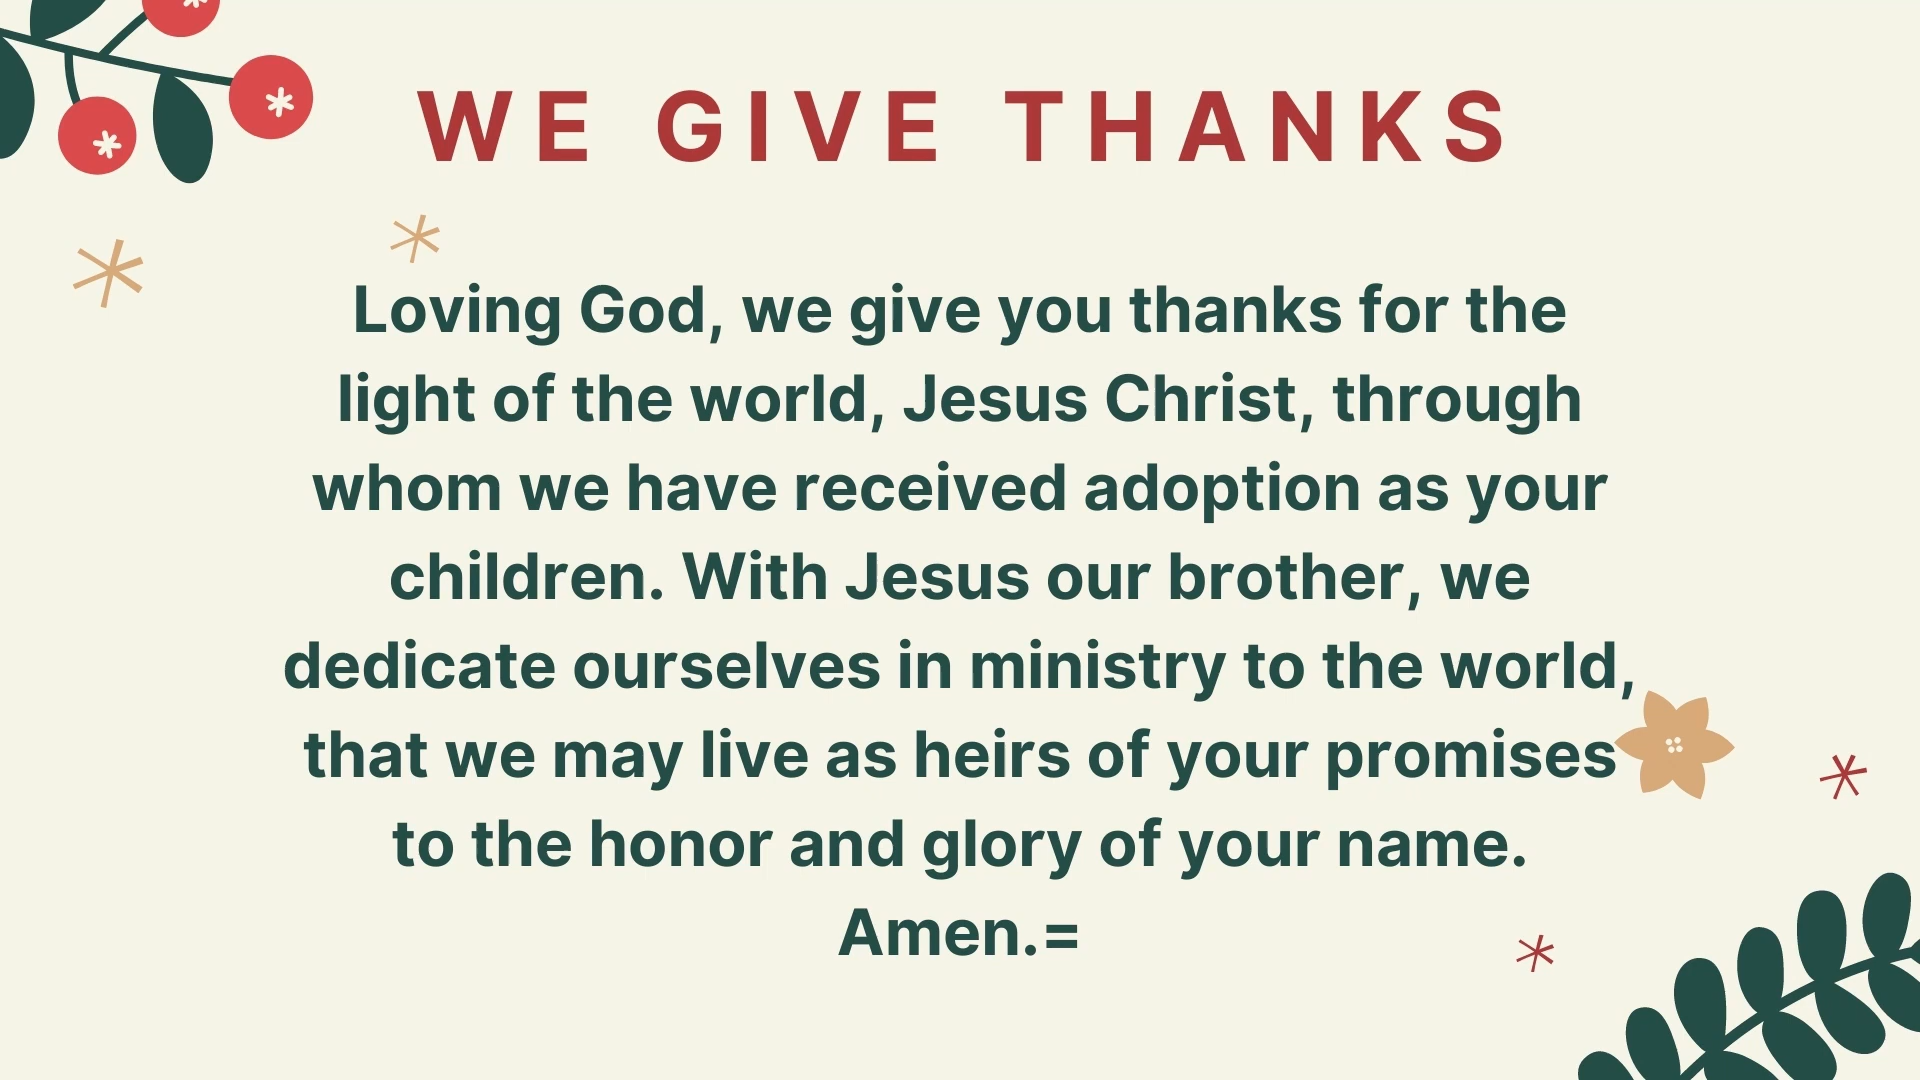 WE GIVE THANKS
Loving God, we give you thanks for the
light of the world, Jesus Christ, through
whom we have received adoption as your
children. With Jesus our brother, we
dedicate ourselves in ministry to the world,
that we may live as heirs of your promises
to the honor and glory of your name.
Amen.=